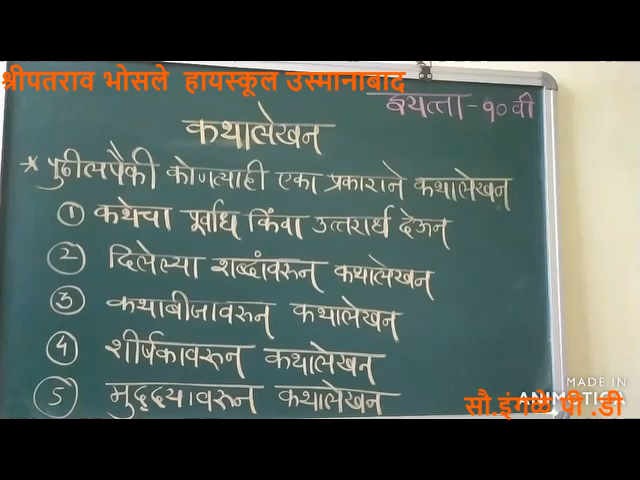 श्रीपतराव भोसले हायस्कूल उस्मानाबाद
इयत्ता - १० वी
कथालेखन
* पुढीलपैकी कोणत्याही एका प्रकाराने कथालेखन
① कथेचा पूर्वाध किंवा उत्तरार्ध देऊन
② दिलेल्या शब्दांवरून कथालेखन
③ कथाबीजावरून कथालेखन
④ शीर्षकावरून कथालेखन
⑤ मुद्दयावरून कथालेखन
MADE IN
सौ.इंगळे पी .डी